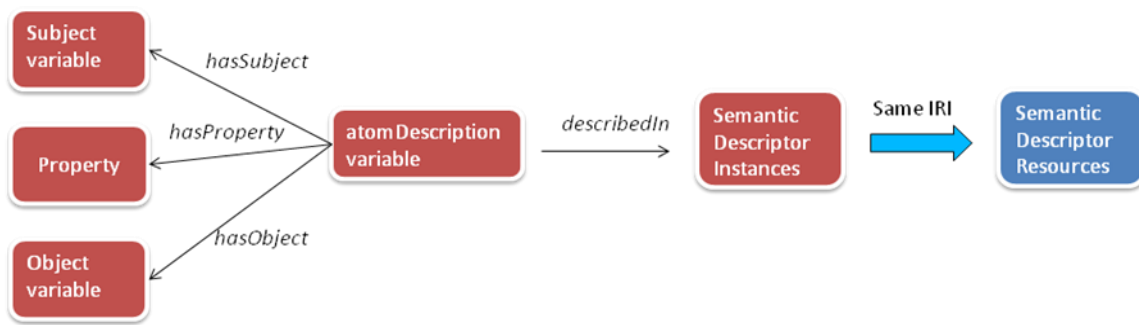 Subject
variable
hasSubject
hasProperty
Property
hasObject
Object
variable
atomDescription
variable
describedIn
Semantic
Descriptor
Instances
Same IRI
Semantic
Descriptor
Resources